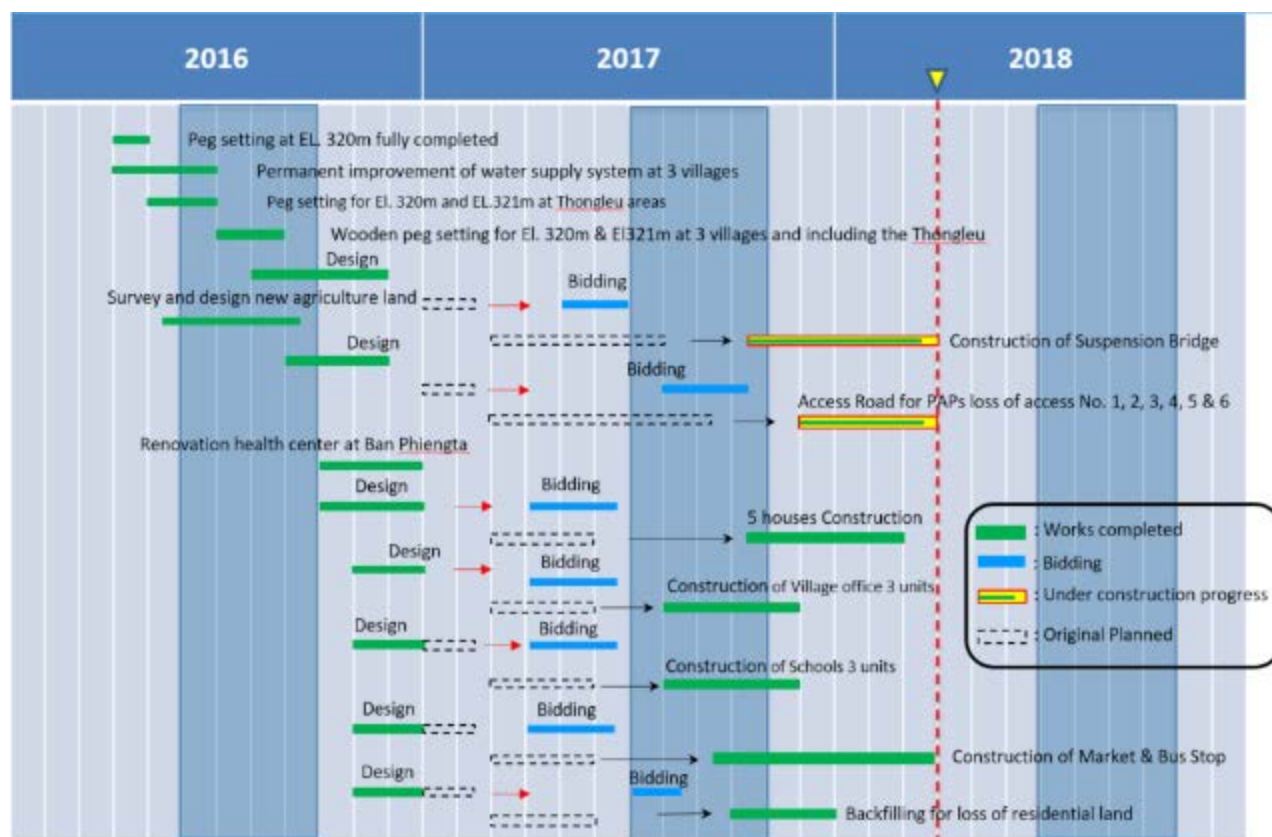 2016 2017 2018
Peg setting at EL. 320m fully completed
Permanent improvement of water supply system at 3 villages
Peg setting for El. 320m and EL.321m at Thongleu areas
Wooden peg setting for El. 320m & El321m at 3 villages and including the Thongleu
Design
Bidding
Survey and design new agriculture land
Construction of Suspension Bridge
Design
Bidding
Access Road for PAPs loss of access No. 1, 2, 3, 4, 5 & 6
Renovation health center at Ban Phiengta
Design
Bidding
5 houses Construction
Design
Bidding
Construction of Village office 3 units
Design
Bidding
Construction of Schools 3 units
Design
Bidding
Construction of Market & Bus Stop
Design
Bidding
Backfilling for loss of residential land
: Works completed
: Bidding
: Under construction progress
: Original Planned